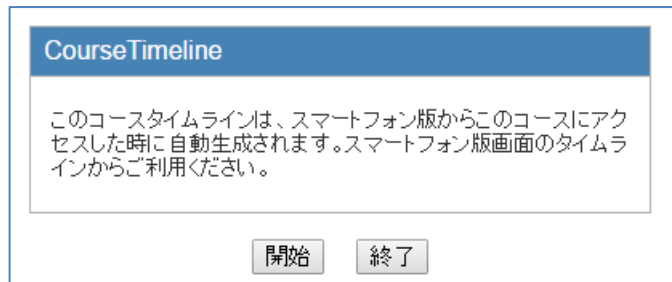 CourseTimeline
このコースタイムラインは、スマートフォン版からこのコースにアク
セスした時に自動生成されます。スマートフォン版画面のタイムラ
インからご利用ください。
開始 終了